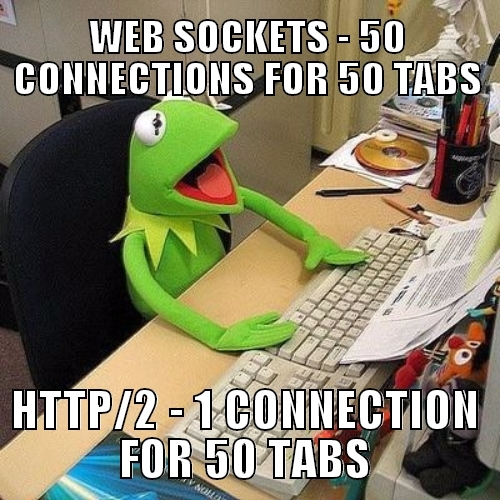 WEB SOCKETS - 50
CONNECTIONS FOR 50 TABS
HTTP/2 - 1 CONNECTION
FOR 50 TABS